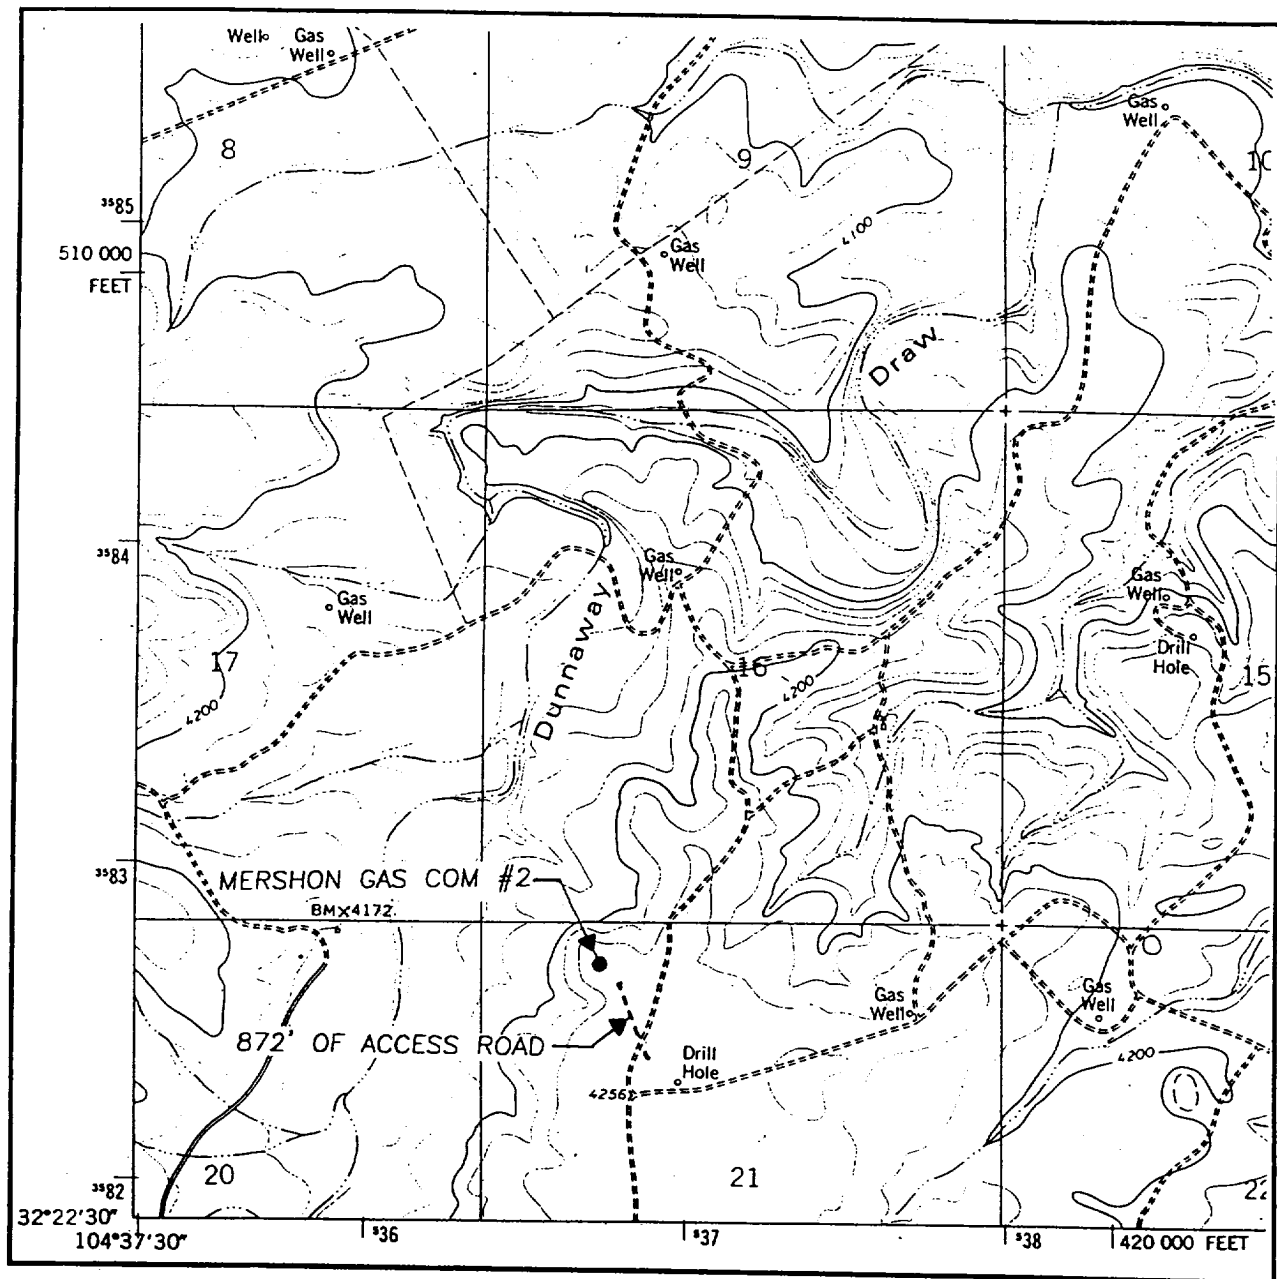 Well
Gas
Well
Gas
Well
8
9
10
³⁵85
510 000
FEET
4100
Gas
Well
Draw
³⁵84
Gas
Well
Gas
Well
Gas
Well
Drill
Hole
17
16
15
4200
4200
Dunnaway
³⁵83
MERSHON GAS COM #2
BM×4172
Gas
Well
Gas
Well
872' OF ACCESS ROAD
Drill
Hole
4256
4200
20
21
³⁵82
32°22'30"
104°37'30"
⁵36
⁵37
⁵38
420 000 FEET